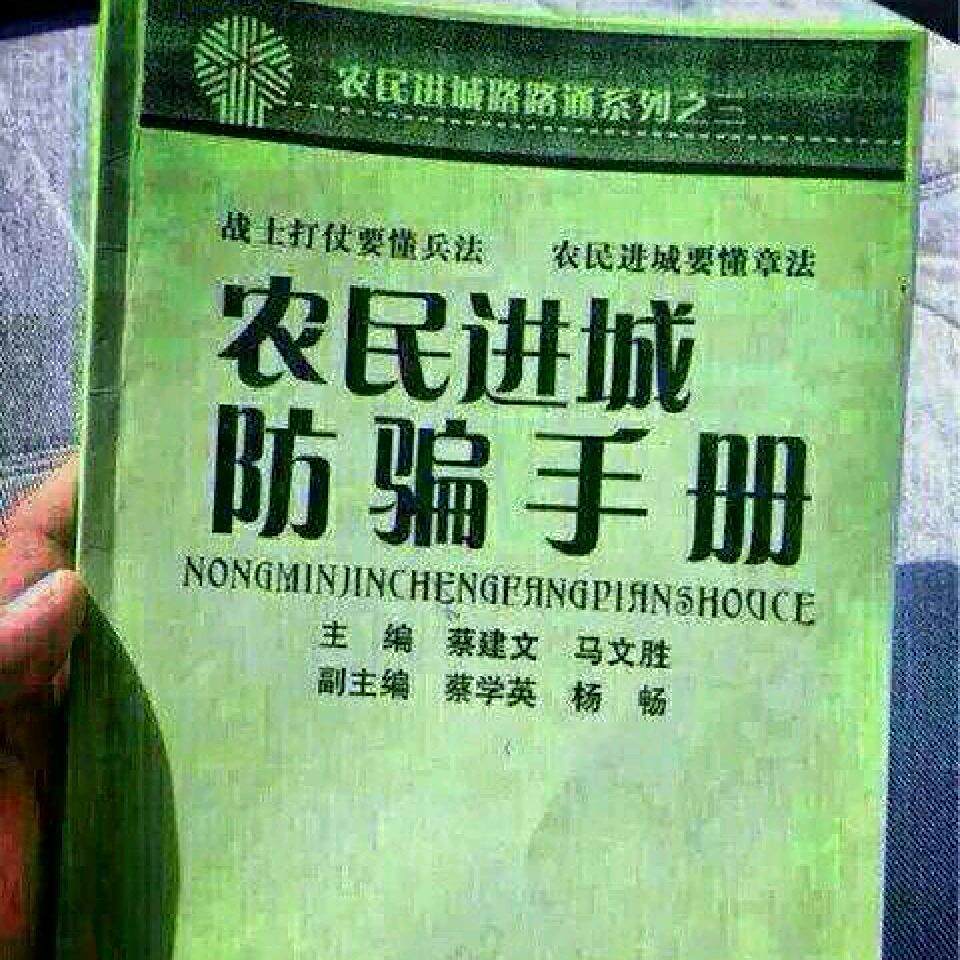 农民进城路路通系列之三
战士打仗要懂兵法 农民进城要懂章法
农民进城
防骗手册
NONGMINJINCHENGFANGPIANSHOUCE
主 编 蔡建文 马文胜
副主编 蔡学英 杨 畅